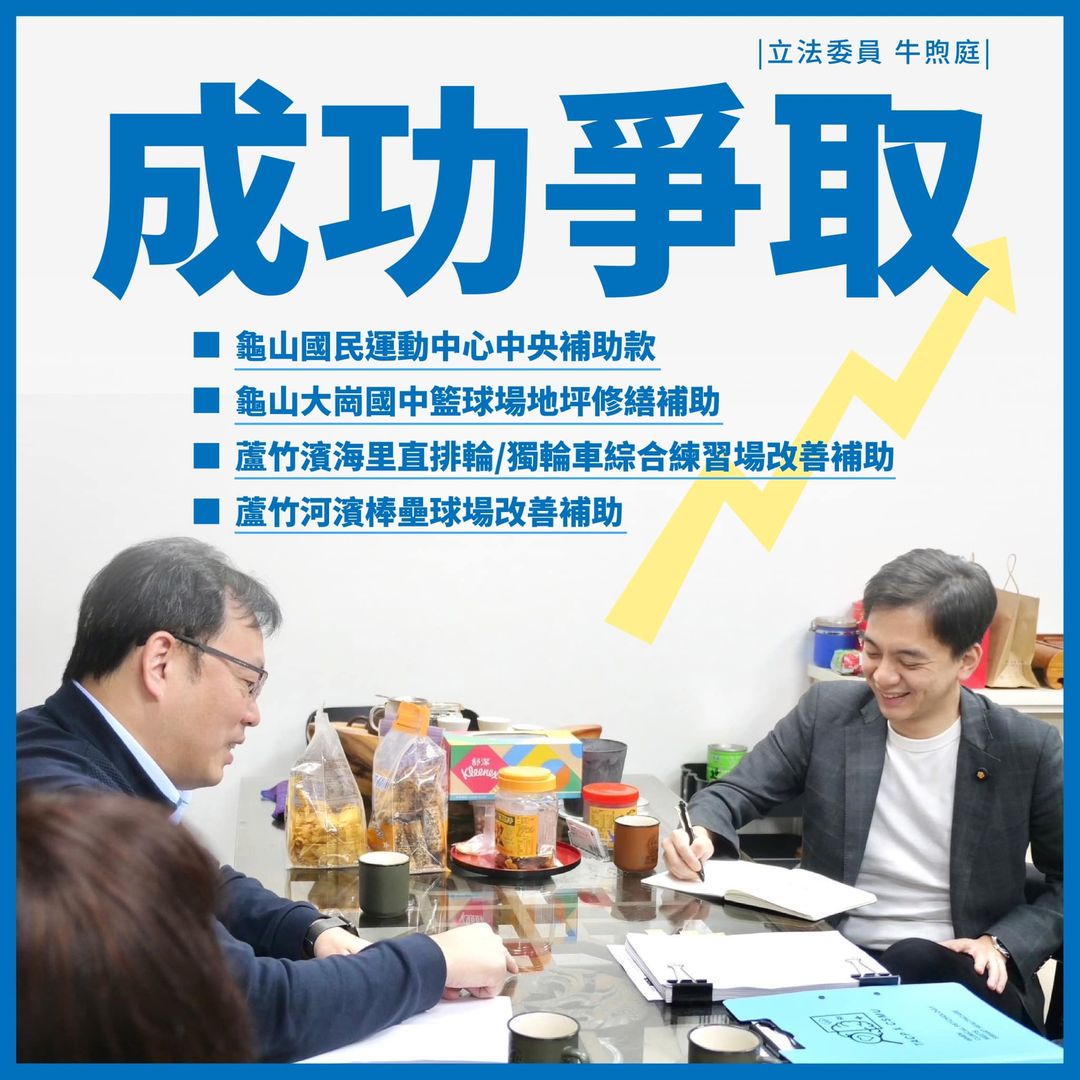 |立法委員 牛煦庭|
成功爭取
■ 龜山國民運動中心中央補助款
■ 龜山大崗國中籃球場地坪修繕補助
■ 蘆竹濱海里直排輪/獨輪車綜合練習場改善補助
■ 蘆竹河濱棒壘球場改善補助
舒潔
Kleenex
TACP X CSMU